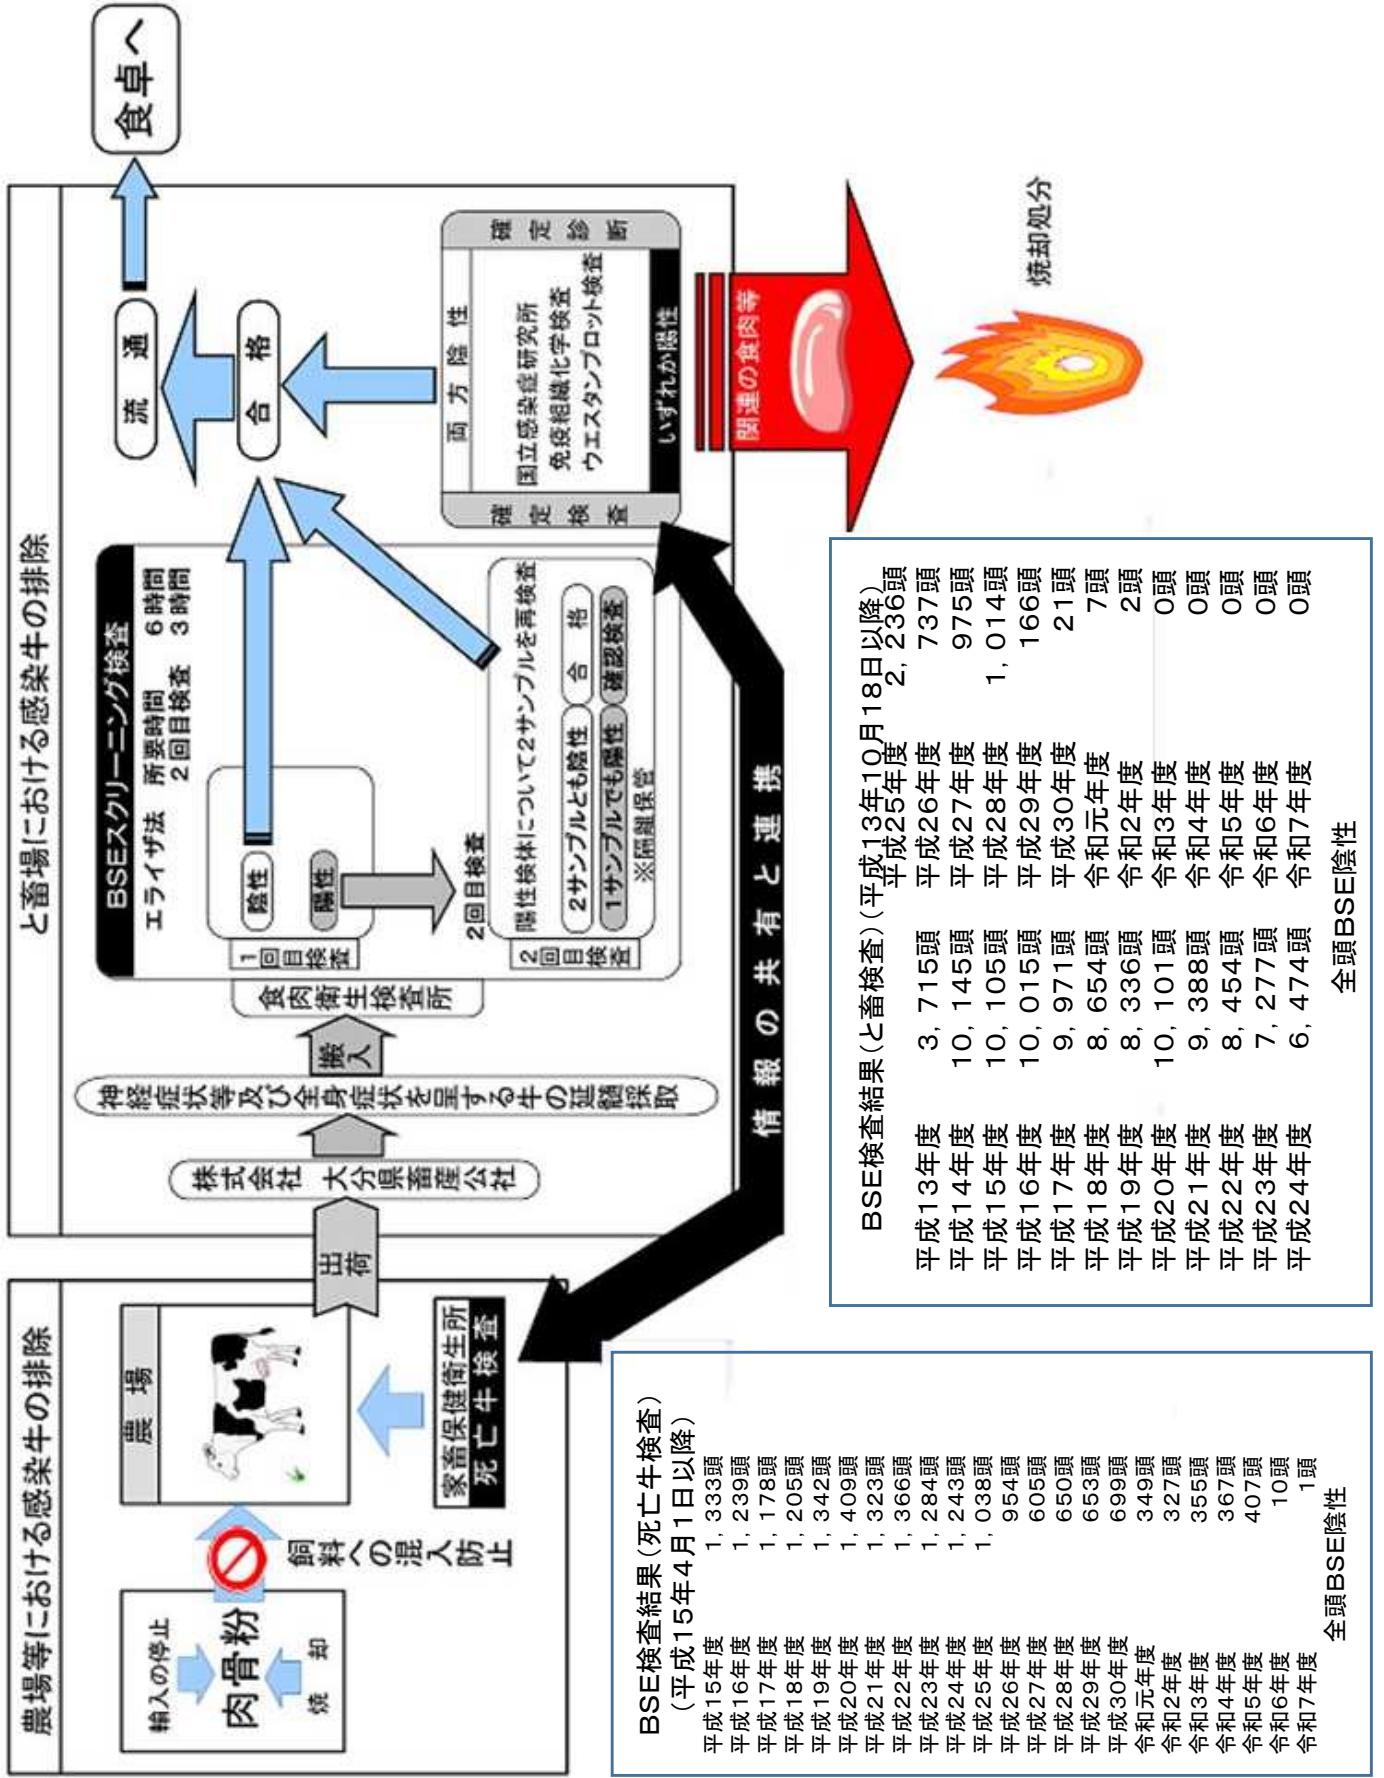 農場等における感染牛の排除
輸入の停止
肉骨粉
焼　却
飼料への混入防止
農　場
家畜保健衛生所
死亡牛検査
出荷
と畜場における感染牛の排除
株式会社　大分県畜産公社
神経症状等及び全身症状を呈する牛の延髄採取
搬入
食肉衛生検査所
BSEスクリーニング検査
エライザ法　所要時間　6時間
2回目検査　3時間
1回目検査
陰性
陽性
2回目検査
2回目検査
陽性検体について2サンプルを再検査
2サンプルとも陰性　合　格
1サンプルでも陽性　確認検査
※隔離保管
確定検査
両方陰性
国立感染症研究所
免疫組織化学検査
ウエスタンブロット検査
いずれか陽性
確定診断
合　格
流　通
食卓へ
関連の食肉等
焼却処分
情報の共有と連携
BSE検査結果(死亡牛検査)
(平成15年4月1日以降)
平成15年度　1,333頭
平成16年度　1,239頭
平成17年度　1,178頭
平成18年度　1,205頭
平成19年度　1,342頭
平成20年度　1,409頭
平成21年度　1,323頭
平成22年度　1,366頭
平成23年度　1,284頭
平成24年度　1,243頭
平成25年度　1,038頭
平成26年度　954頭
平成27年度　605頭
平成28年度　650頭
平成29年度　653頭
平成30年度　699頭
令和元年度　349頭
令和2年度　327頭
令和3年度　355頭
令和4年度　367頭
令和5年度　407頭
令和6年度　10頭
令和7年度　1頭
全頭BSE陰性
BSE検査結果(と畜検査)(平成13年10月18日以降)
平成13年度　3,715頭
平成14年度　10,145頭
平成15年度　10,105頭
平成16年度　10,015頭
平成17年度　9,971頭
平成18年度　8,654頭
平成19年度　8,336頭
平成20年度　10,101頭
平成21年度　9,388頭
平成22年度　8,454頭
平成23年度　7,277頭
平成24年度　6,474頭
平成25年度　2,236頭
平成26年度　737頭
平成27年度　975頭
平成28年度　1,014頭
平成29年度　166頭
平成30年度　21頭
令和元年度　7頭
令和2年度　2頭
令和3年度　0頭
令和4年度　0頭
令和5年度　0頭
令和6年度　0頭
令和7年度　0頭
全頭BSE陰性